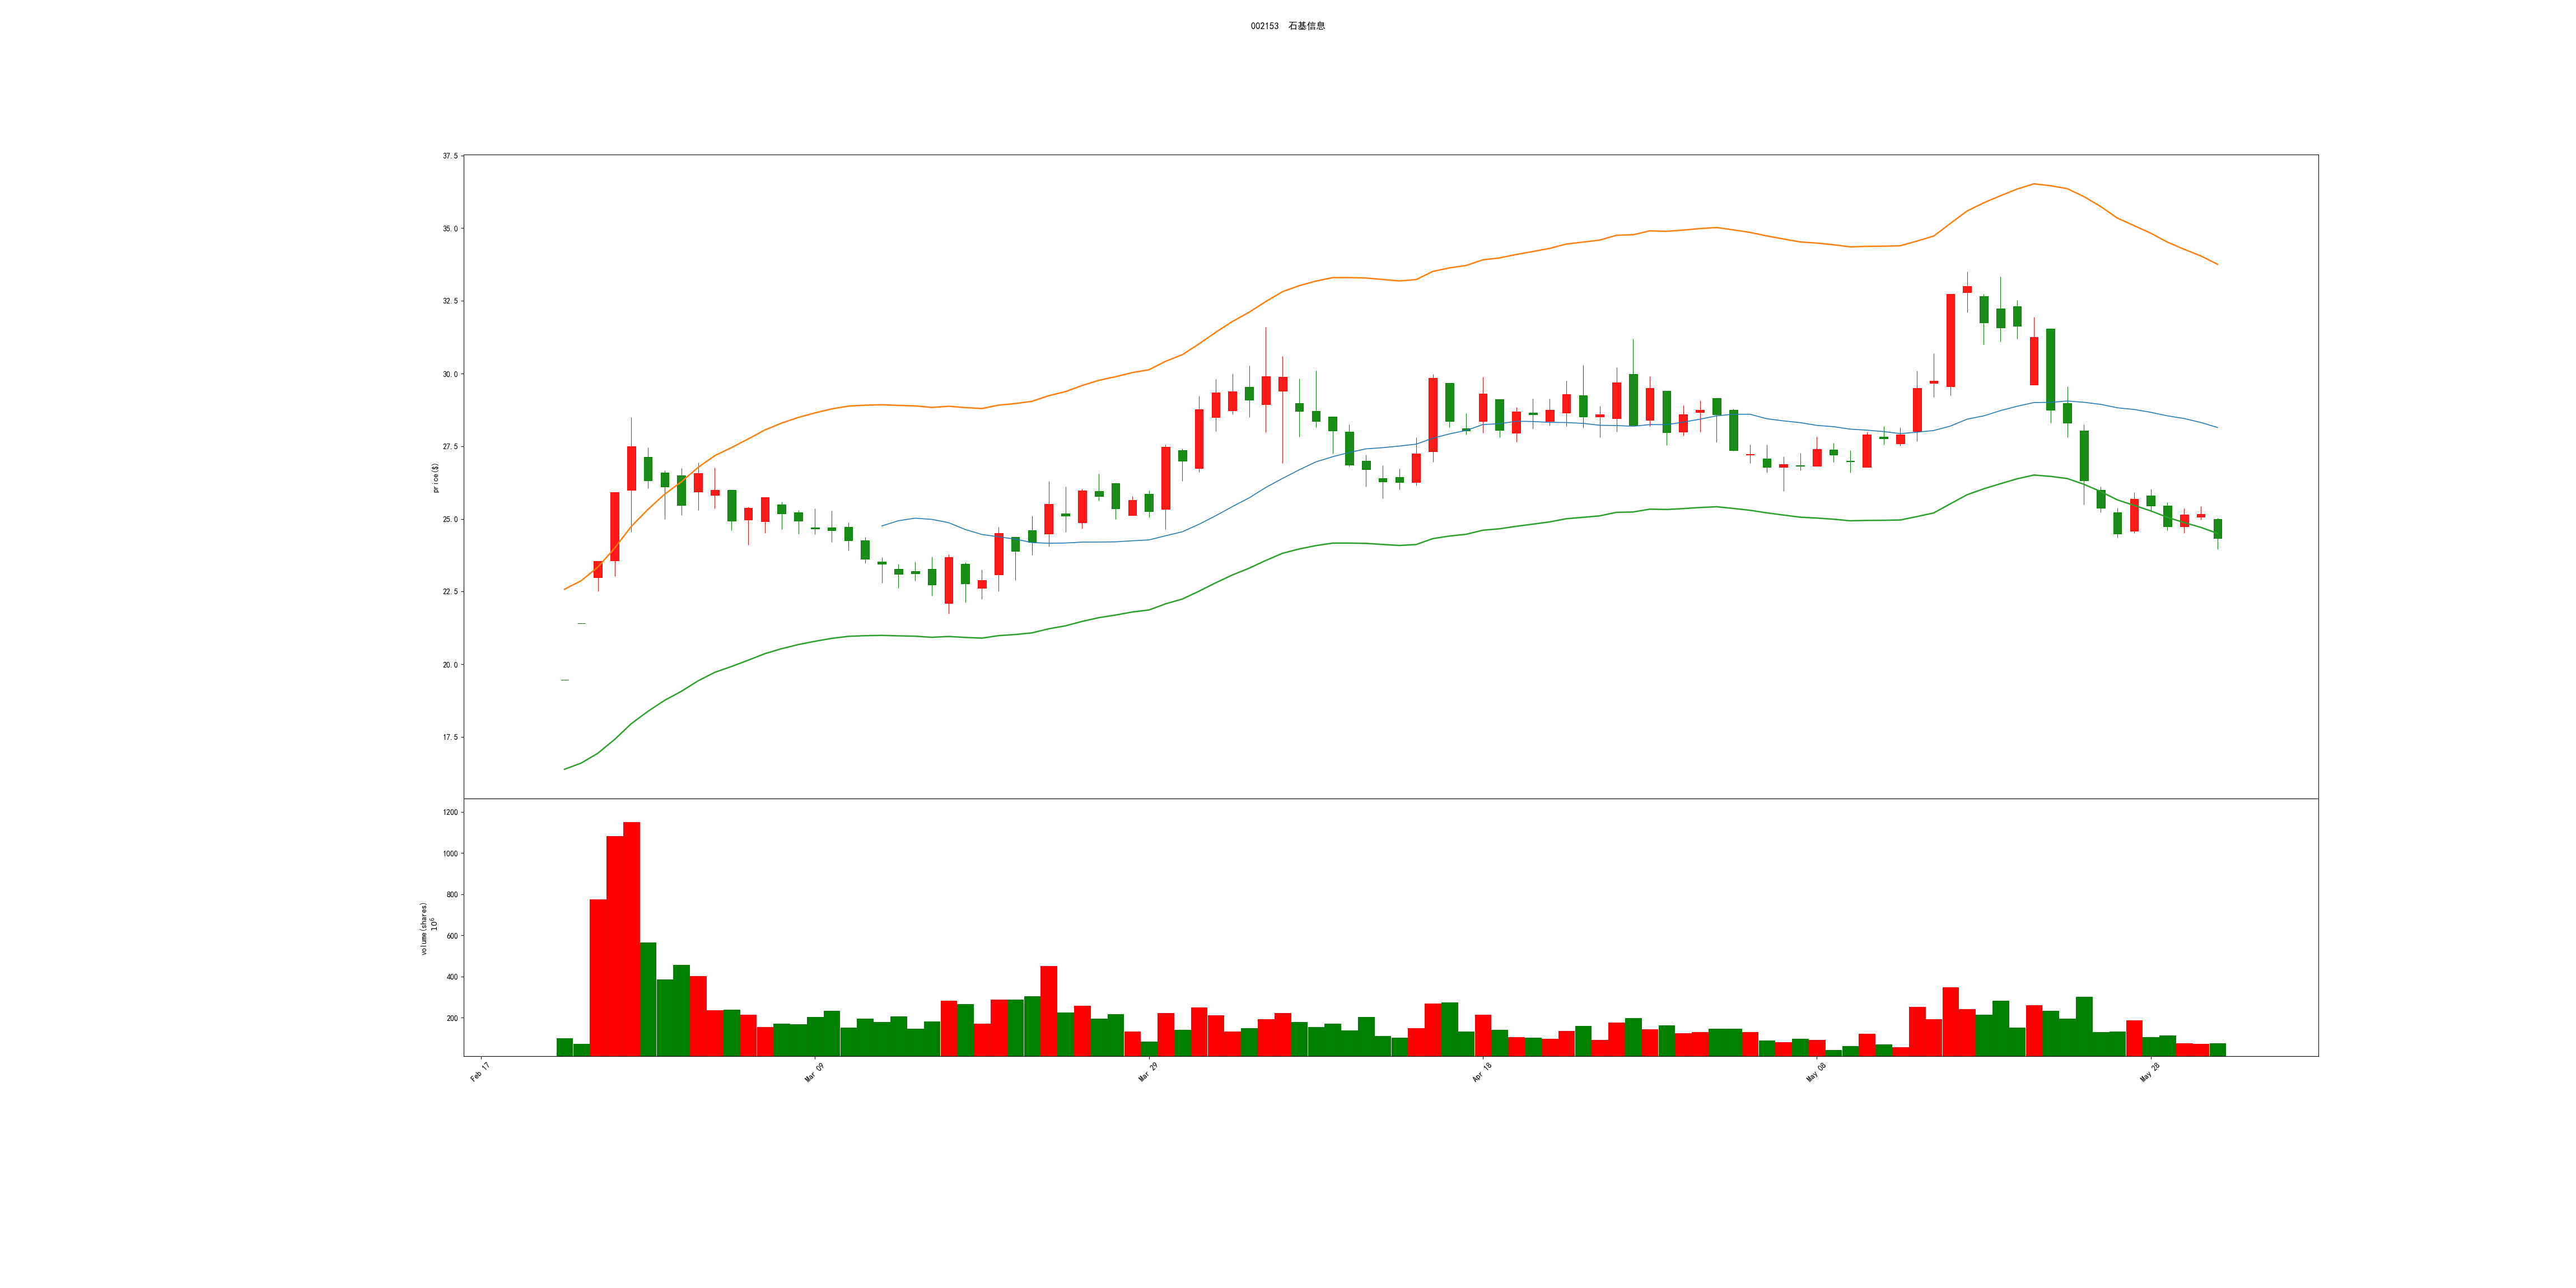 002153 石基信息
37.5
35.0
32.5
30.0
27.5
25.0
22.5
20.0
17.5
price($)
1200
1000
800
600
400
200
volume(shares)
10⁶
Feb 17
Mar 09
Mar 29
Apr 18
May 08
May 28